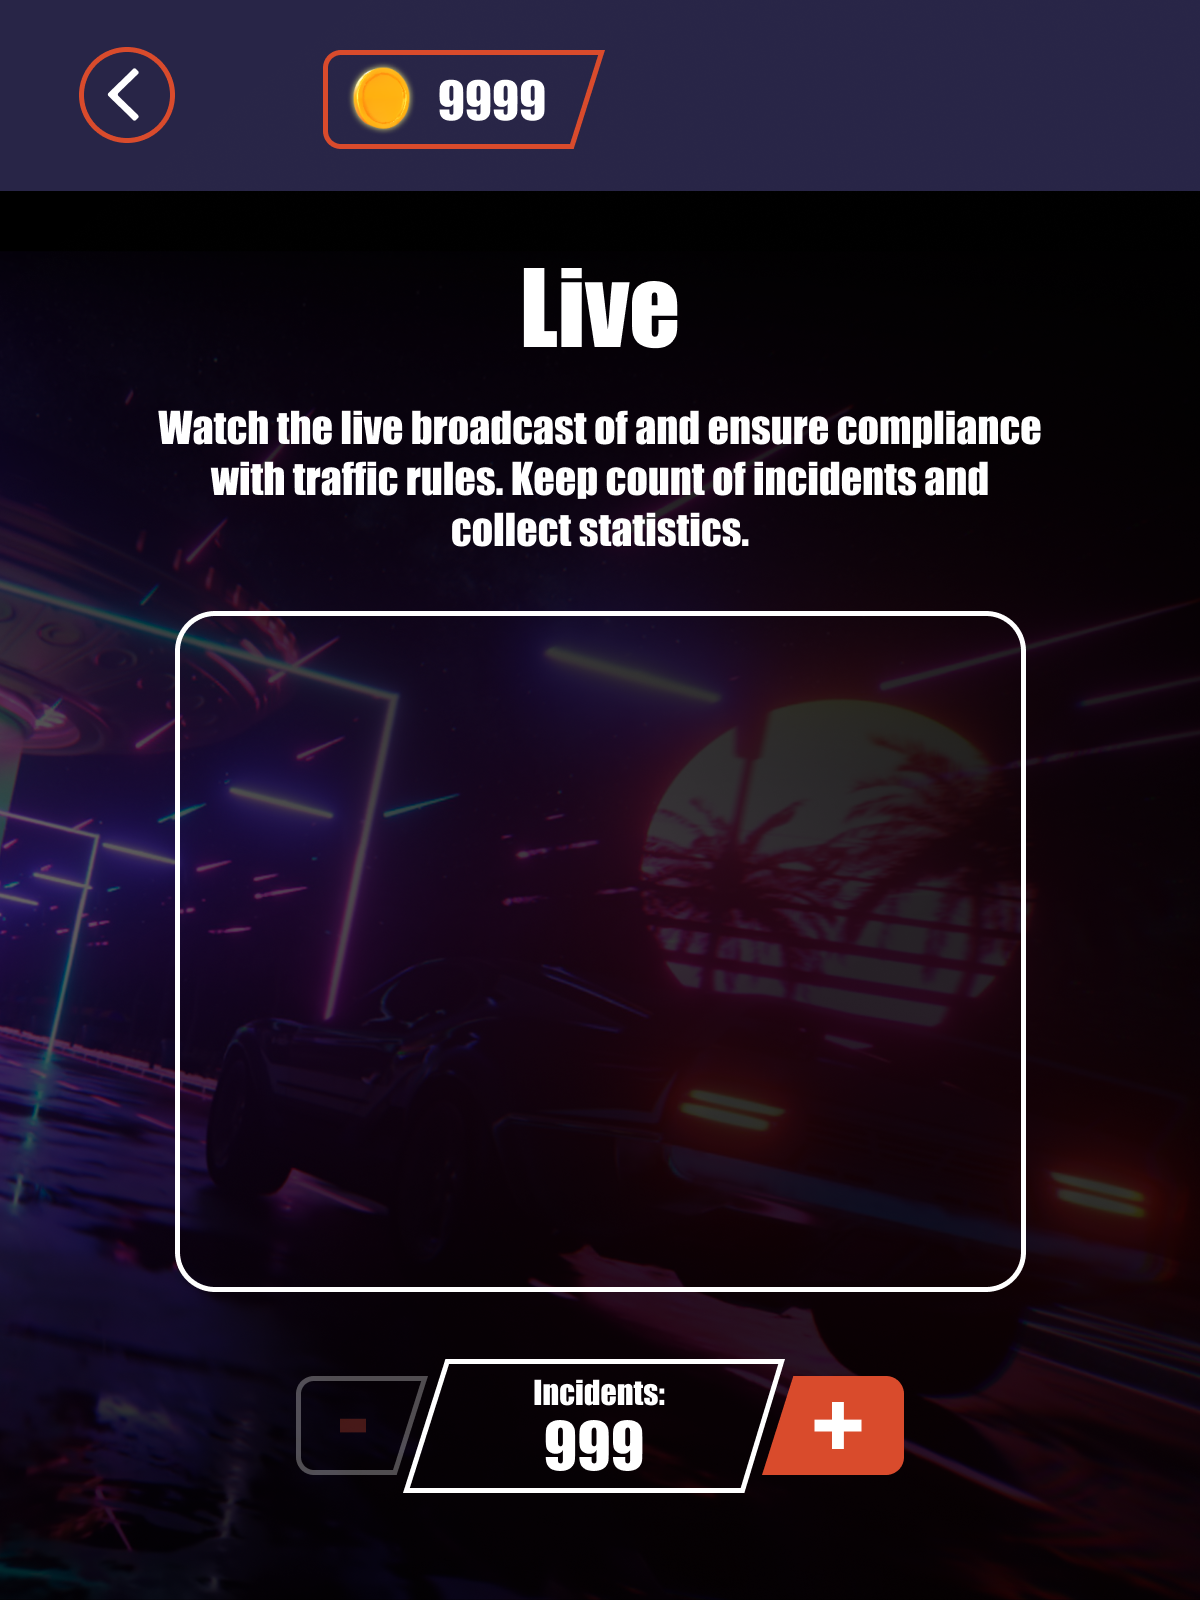 9999
Live
Watch the live broadcast of and ensure compliance
with traffic rules. Keep count of incidents and
collect statistics.
Incidents:
- 999 +